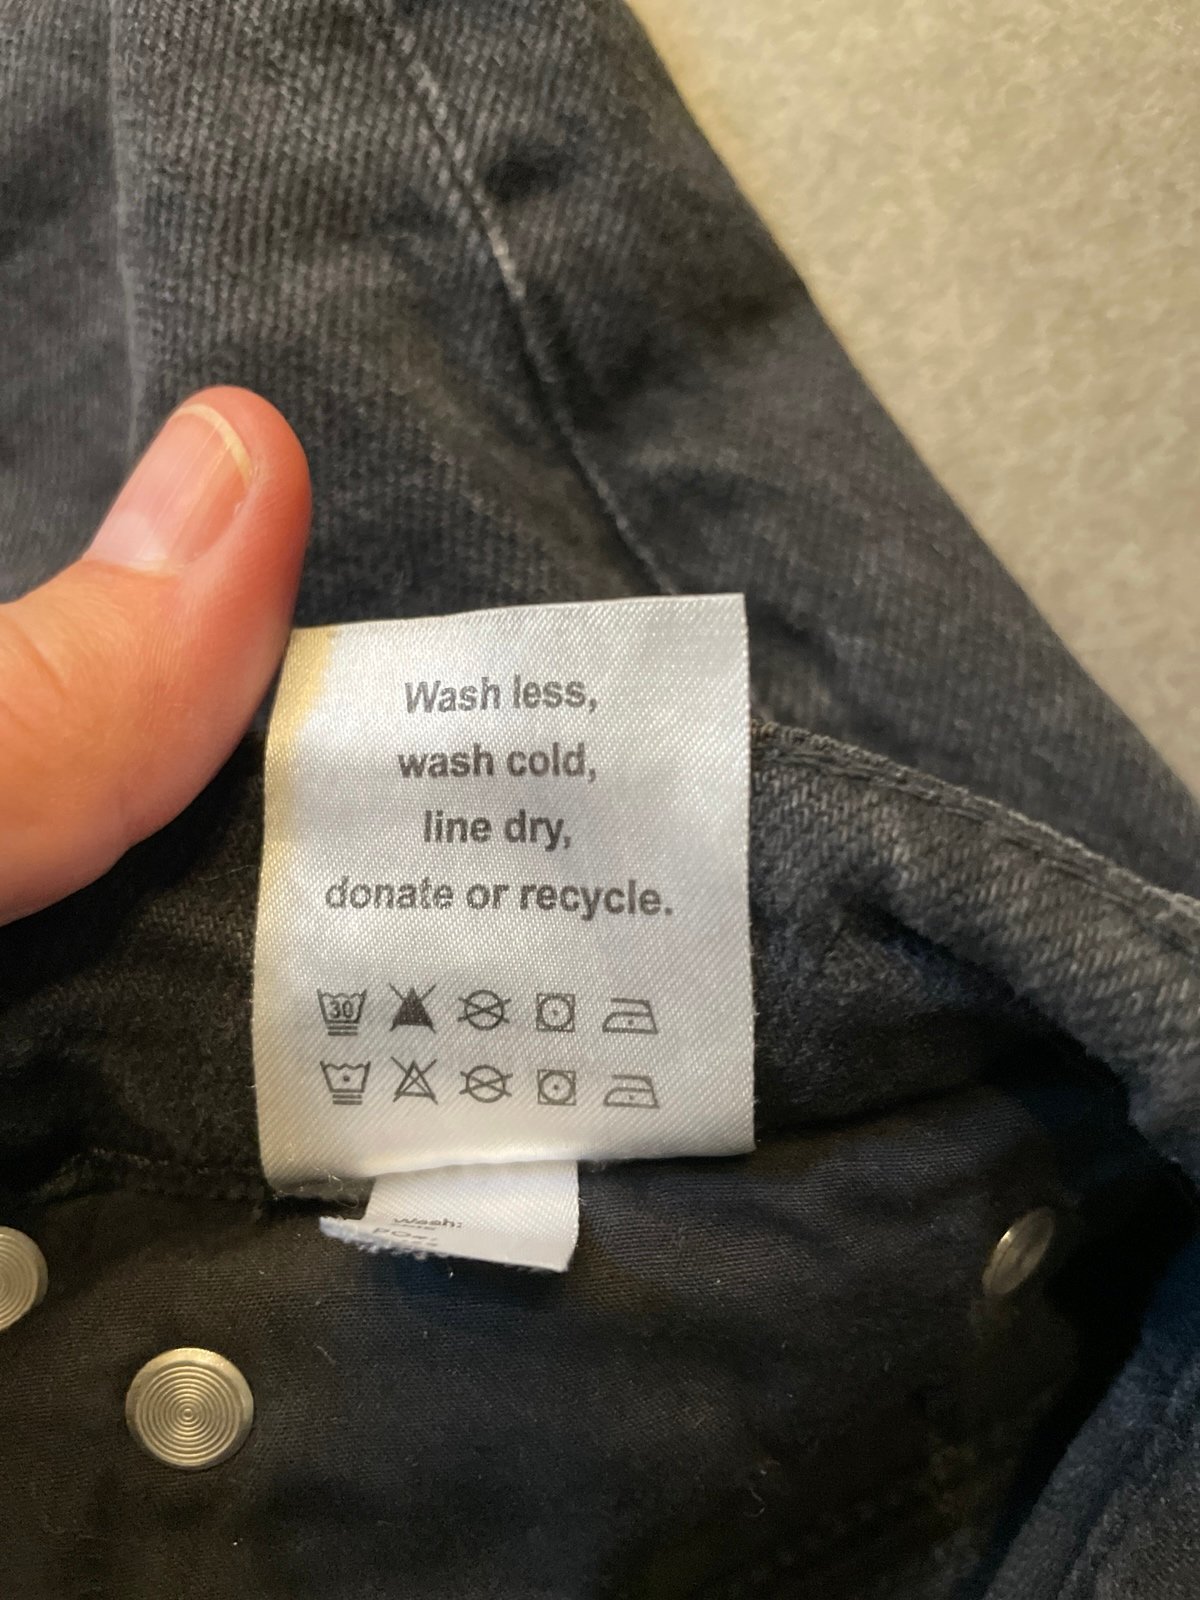 Wash less,
wash cold,
line dry,
donate or recycle.
30
Wash: